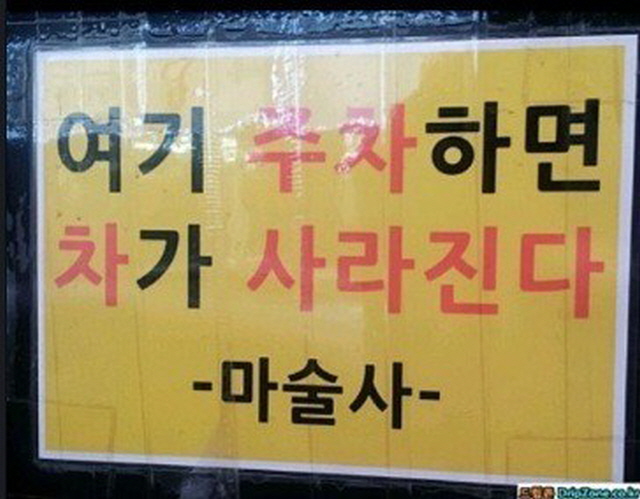 여기 주차하면
차가 사라진다
-마술사-